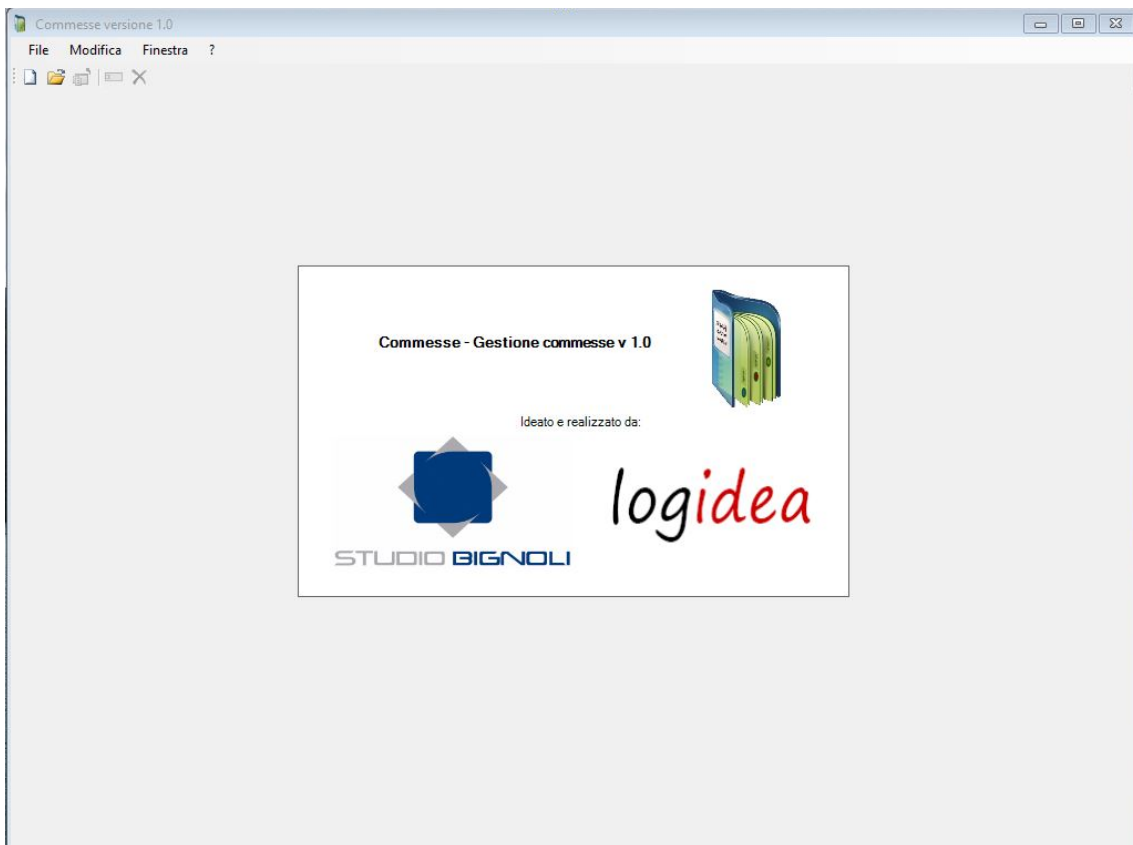 Commesse versione 1.0
File Modifica Finestra ?
Commesse - Gestione commesse v 1.0
Ideato e realizzato da:
logidea
STUDIO BIGNOLI